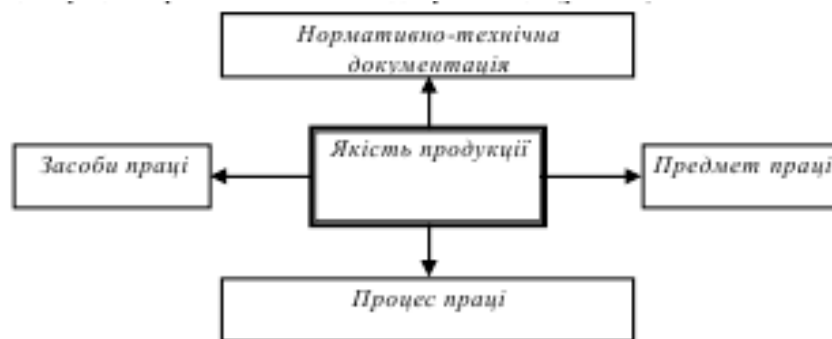 Нормативно-технічна
документація
Якість продукції
Засоби праці
Предмет праці
Процес праці